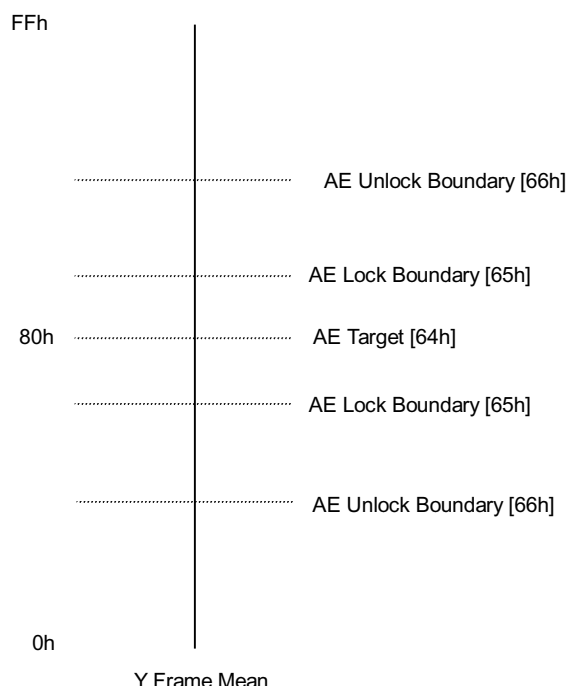 FFh
AE Unlock Boundary [66h]
AE Lock Boundary [65h]
80h
AE Target [64h]
AE Lock Boundary [65h]
AE Unlock Boundary [66h]
0h
Y Frame Mean